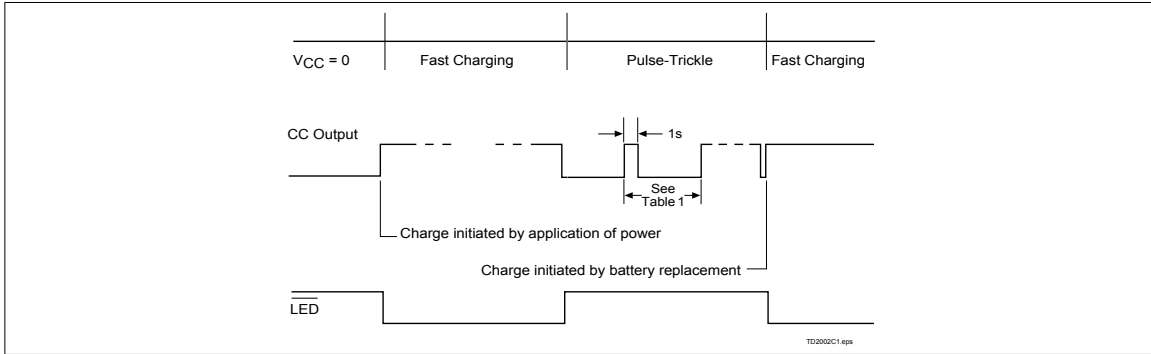 VCC = 0 Fast Charging Pulse-Trickle Fast Charging
CC Output
1s
See
Table 1
Charge initiated by application of power
Charge initiated by battery replacement
LED
TD2002C1.eps